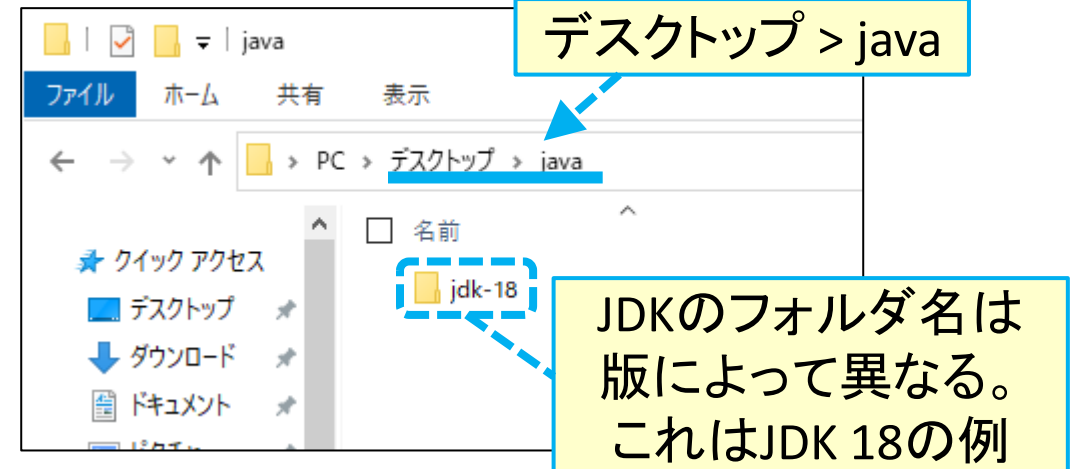 java
デスクトップ > java
ファイル ホーム 共有 表示
PC > デスクトップ > java
名前
クイック アクセス
jdk-18
デスクトップ
ダウンロード
ドキュメント
JDKのフォルダ名は
版によって異なる。
これはJDK 18の例